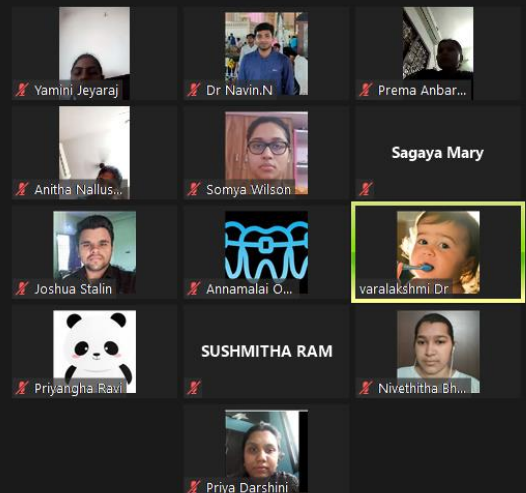 Yamini Jeyaraj
Dr Navin.N
Prema Anbar...
Anitha Nallus...
Somya Wilson
Sagaya Mary
Joshua Stalin
Annamalai O...
varalakshmi Dr
Priyangha Ravi
SUSHMITHA RAM
Nivethitha Bh...
Priya Darshini